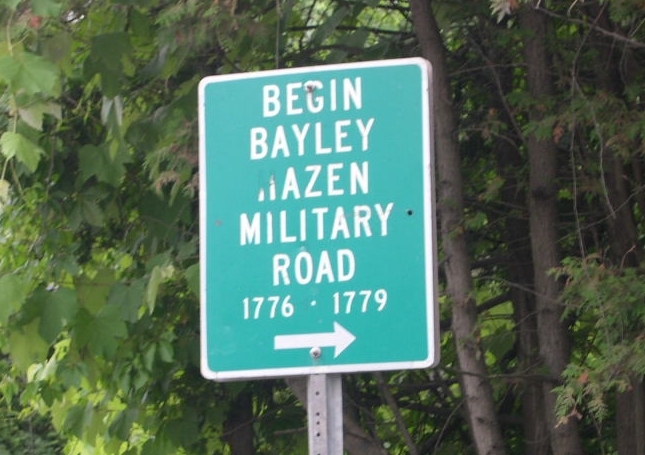 BEGIN
BAYLEY
HAZEN
MILITARY
ROAD
1776 · 1779